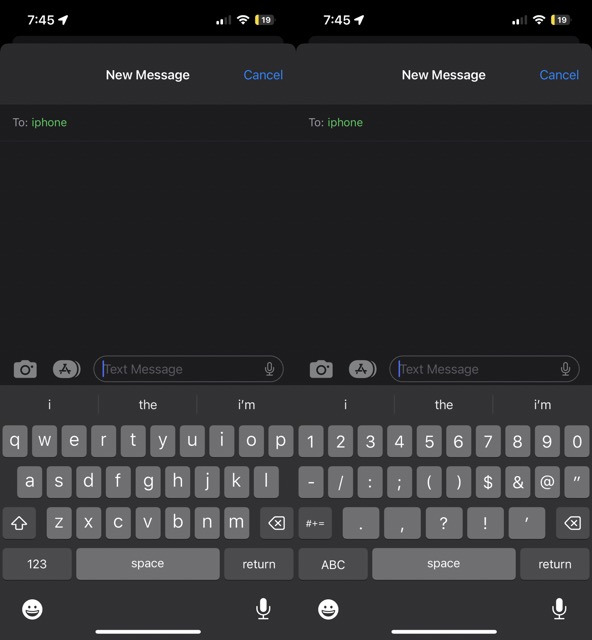 7:45 19
New Message Cancel
To: iphone
Text Message
i the i'm
q w e r t y u i o p
a s d f g h j k l
z x c v b n m
123 space return
7:45 19
New Message Cancel
To: iphone
Text Message
i the i'm
1 2 3 4 5 6 7 8 9 0
- / : ; ( ) $ & @ "
#+= . , ? ! '
ABC space return